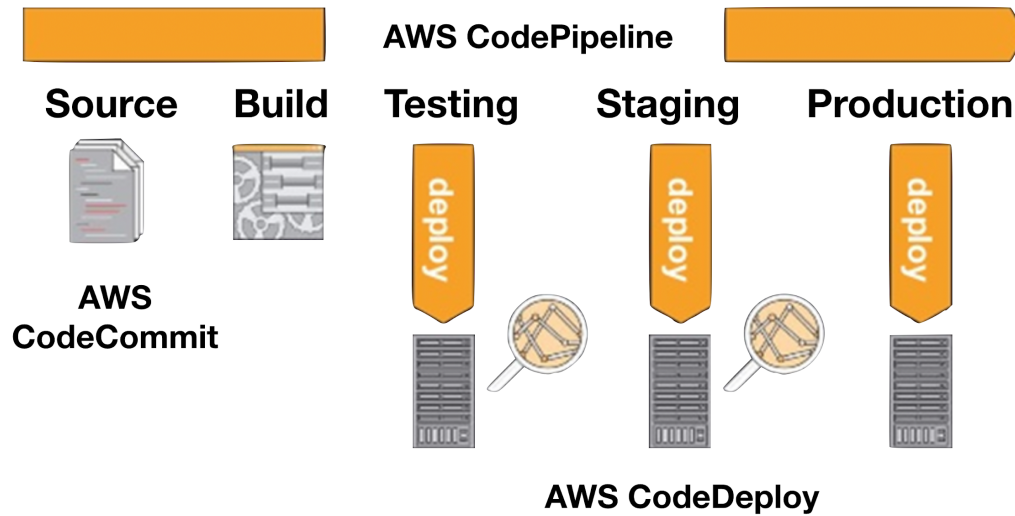 AWS CodePipeline
Source Build Testing Staging Production
deploy deploy deploy
AWS
CodeCommit
AWS CodeDeploy